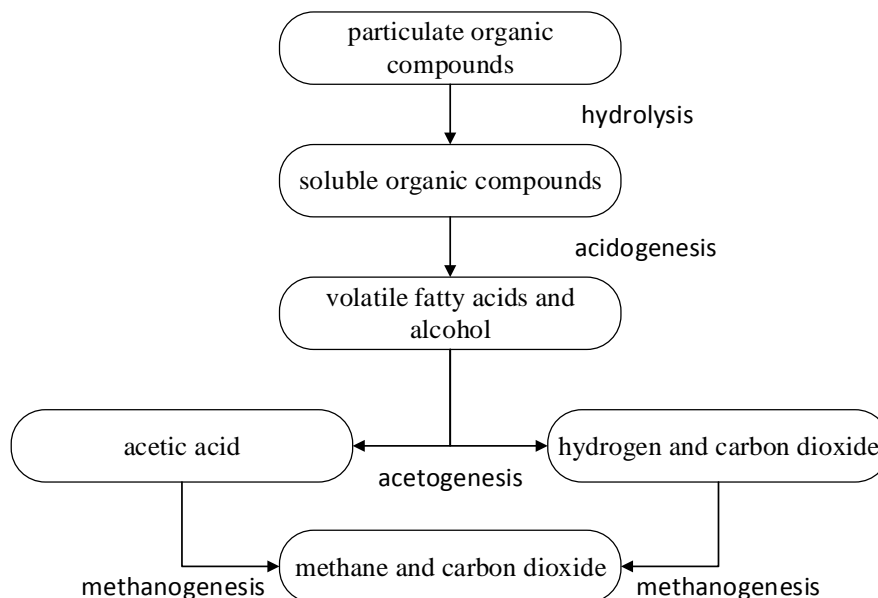 particulate organic
compounds
hydrolysis
soluble organic compounds
acidogenesis
volatile fatty acids and
alcohol
acetic acid
hydrogen and carbon dioxide
acetogenesis
methane and carbon dioxide
methanogenesis
methanogenesis